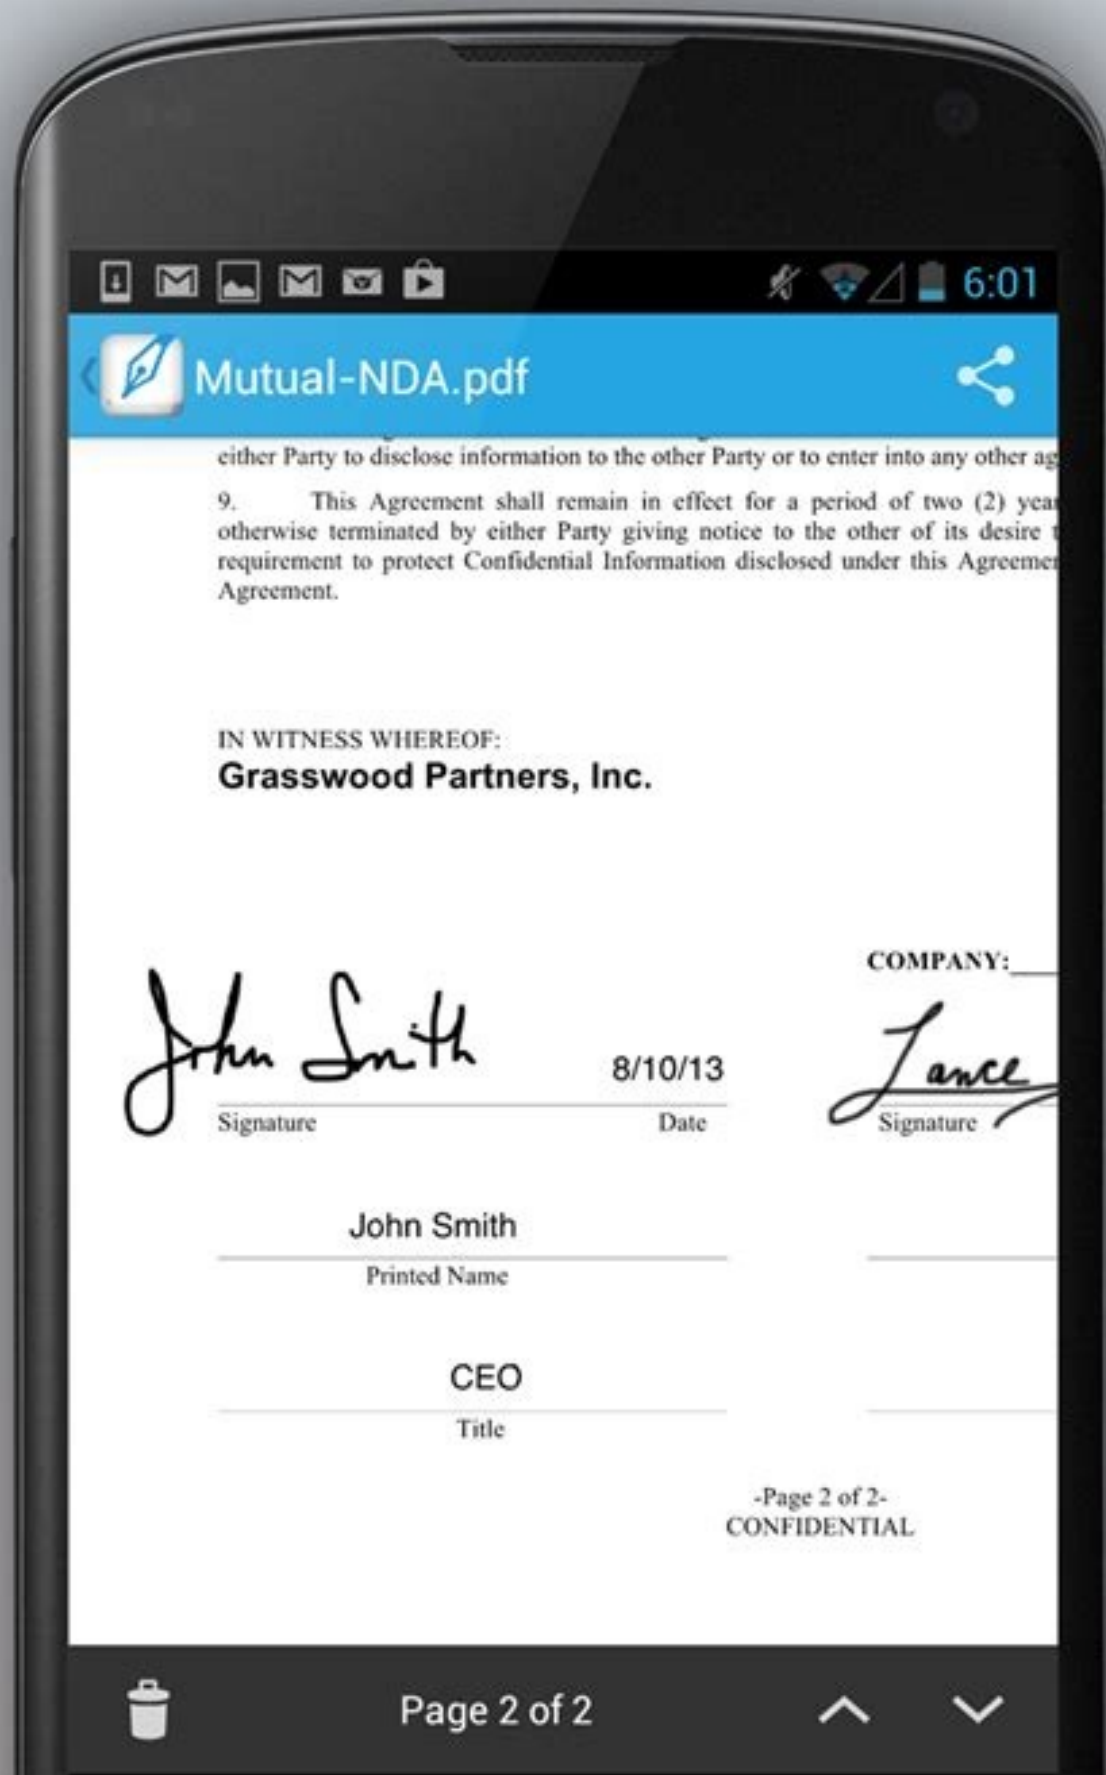 6:01
Mutual-NDA.pdf
either Party to disclose information to the other Party or to enter into any other ag
9. This Agreement shall remain in effect for a period of two (2) year
otherwise terminated by either Party giving notice to the other of its desire t
requirement to protect Confidential Information disclosed under this Agreemen
Agreement.
IN WITNESS WHEREOF:
Grasswood Partners, Inc.
COMPANY:
John Smith 8/10/13 Lance
Signature Date Signature
John Smith
Printed Name
CEO
Title
-Page 2 of 2-
CONFIDENTIAL
Page 2 of 2